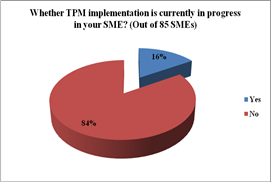 Whether TPM implementation is currently in progress
in your SME? (Out of 85 SMEs)
16%
Yes
No
84%